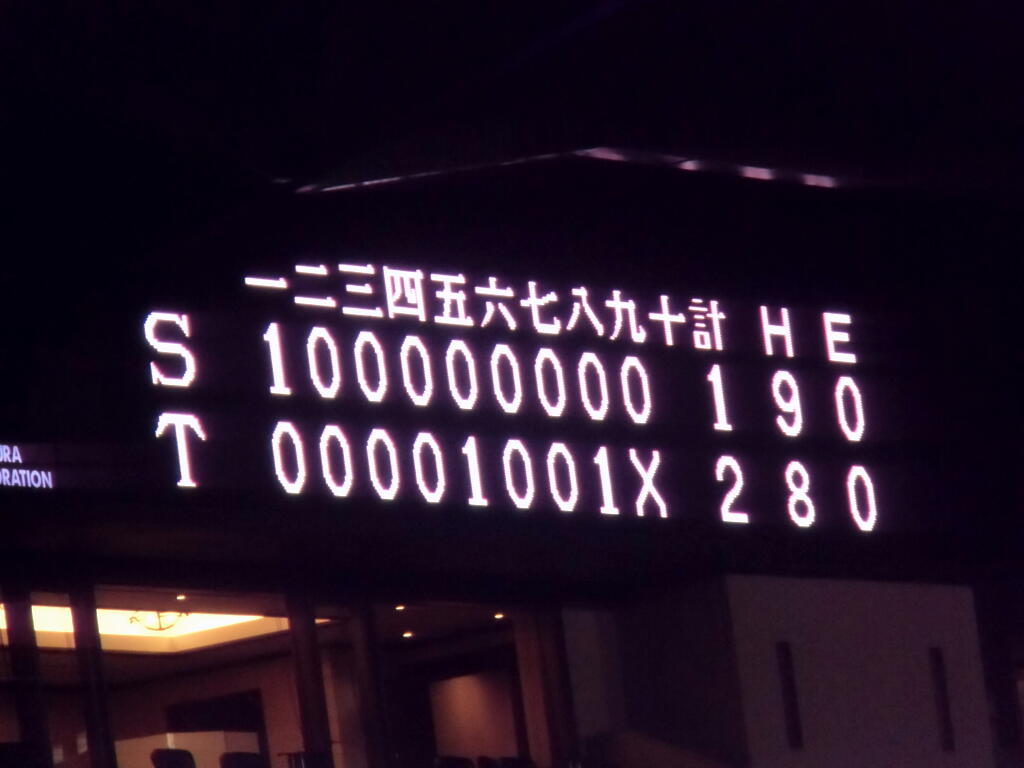 一二三四五六七八九十計 H E
S 100000000 1 9 0
T 00001001X 2 8 0
URA
ORATION